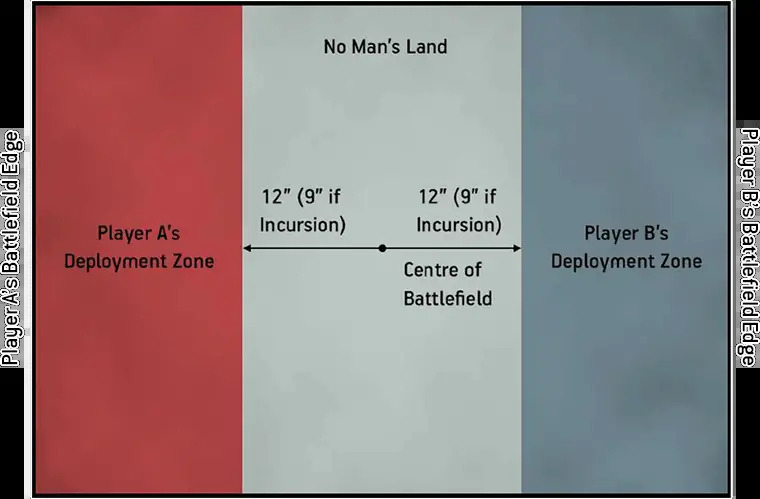 No Man's Land
12" (9" if
Incursion)
12" (9" if
Incursion)
Player A's
Deployment Zone
Centre of
Battlefield
Player B's
Deployment Zone
Player A's Battlefield Edge
Player B's Battlefield Edge